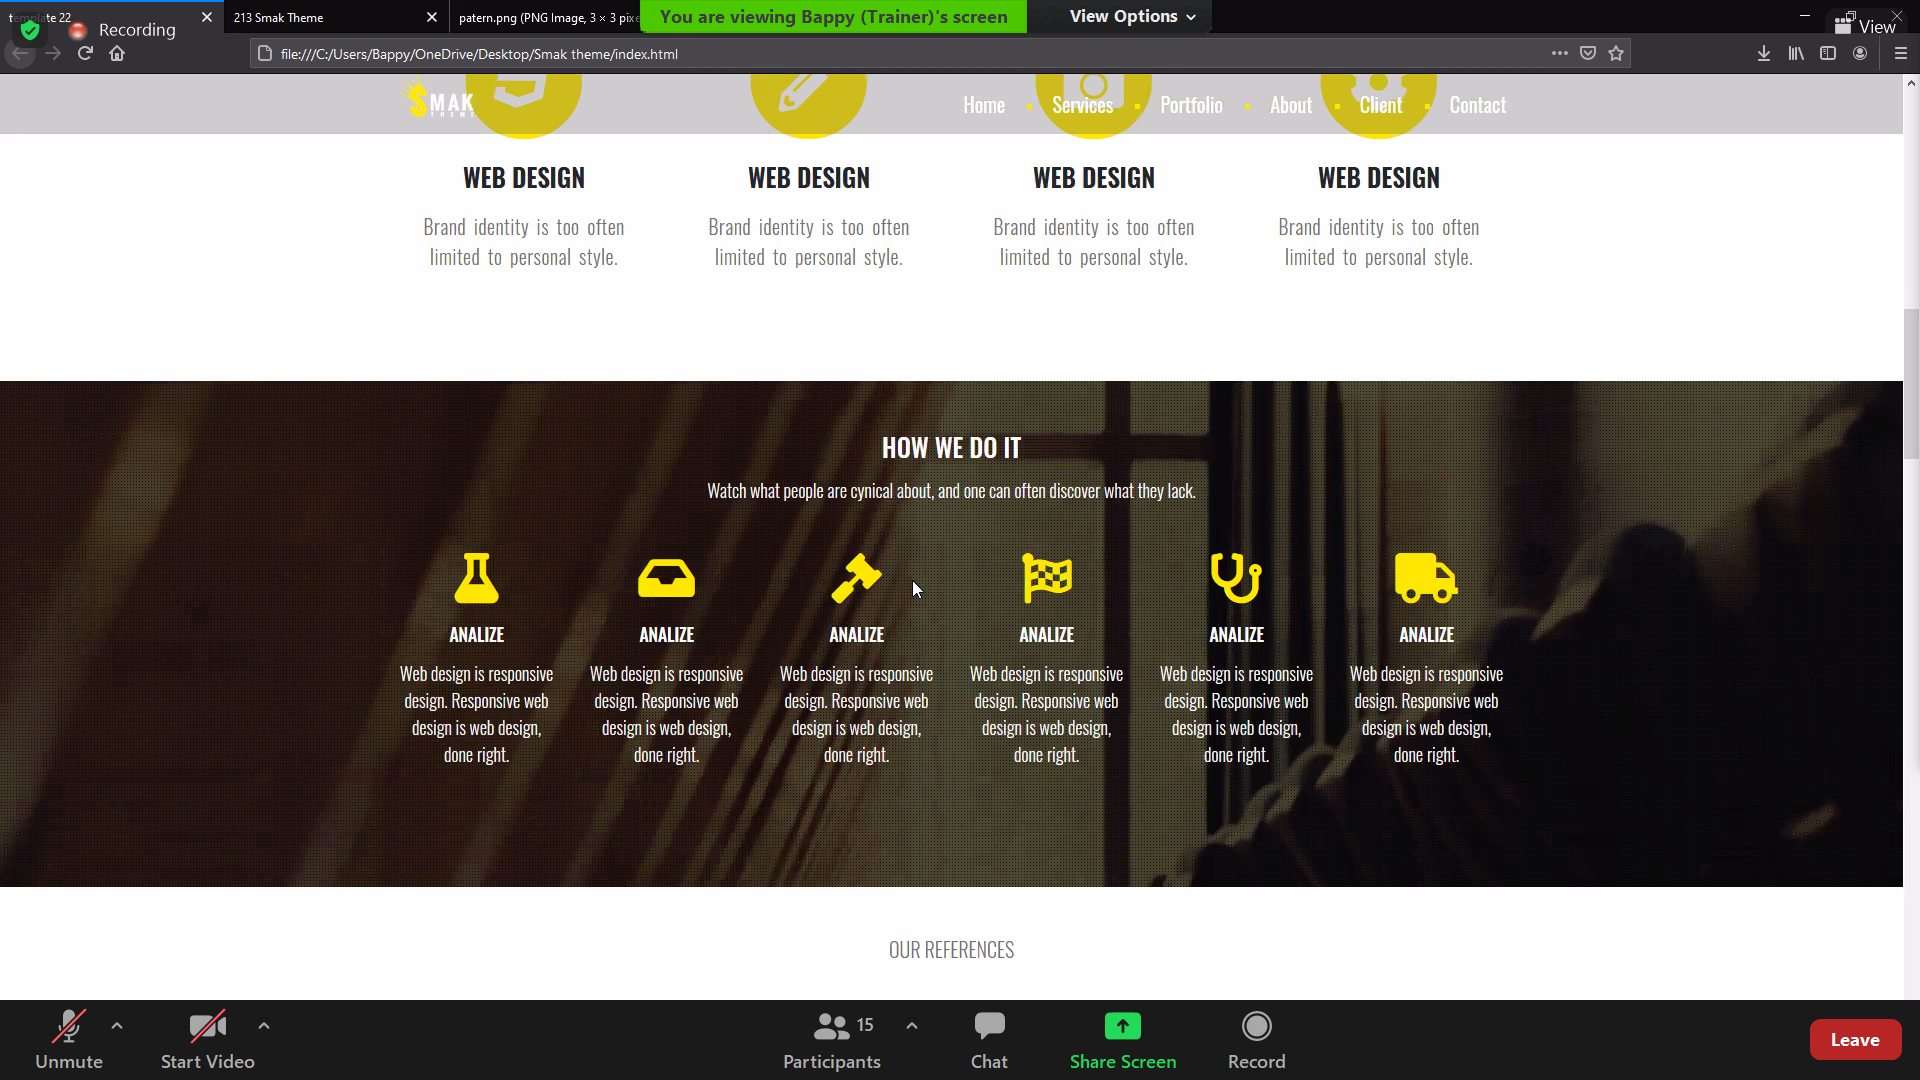 template 22
213 Smak Theme
patern.png (PNG Image, 3 × 3 pixe
You are viewing Bappy (Trainer)'s screen
View Options
View
Recording
file:///C:/Users/Bappy/OneDrive/Desktop/Smak theme/index.html
SMAK
THEME
Home
Services
Portfolio
About
Client
Contact
WEB DESIGN
WEB DESIGN
WEB DESIGN
WEB DESIGN
Brand identity is too often
limited to personal style.
Brand identity is too often
limited to personal style.
Brand identity is too often
limited to personal style.
Brand identity is too often
limited to personal style.
HOW WE DO IT
Watch what people are cynical about, and one can often discover what they lack.
ANALIZE
Web design is responsive
design. Responsive web
design is web design,
done right.
ANALIZE
Web design is responsive
design. Responsive web
design is web design,
done right.
ANALIZE
Web design is responsive
design. Responsive web
design is web design,
done right.
ANALIZE
Web design is responsive
design. Responsive web
design is web design,
done right.
ANALIZE
Web design is responsive
design. Responsive web
design is web design,
done right.
ANALIZE
Web design is responsive
design. Responsive web
design is web design,
done right.
OUR REFERENCES
Unmute
Start Video
15
Participants
Chat
Share Screen
Record
Leave